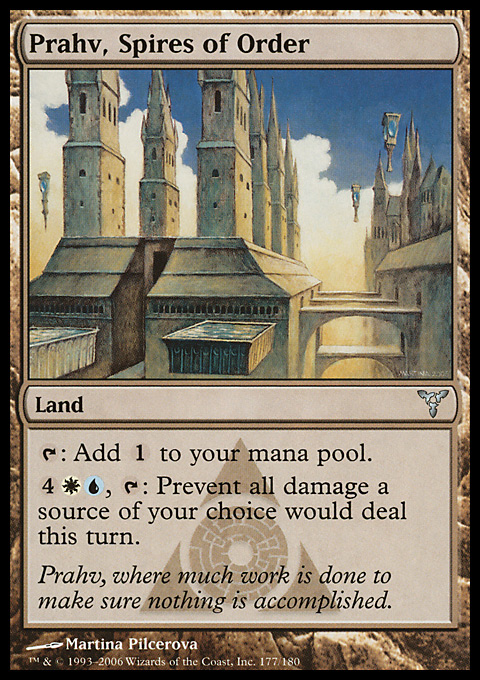 Prahv, Spires of Order
Land
: Add 1 to your mana pool.
4, : Prevent all damage a
source of your choice would deal
this turn.
Prahv, where much work is done to
make sure nothing is accomplished.
Martina Pilcerova
™ & © 1993–2006 Wizards of the Coast, Inc. 177/180